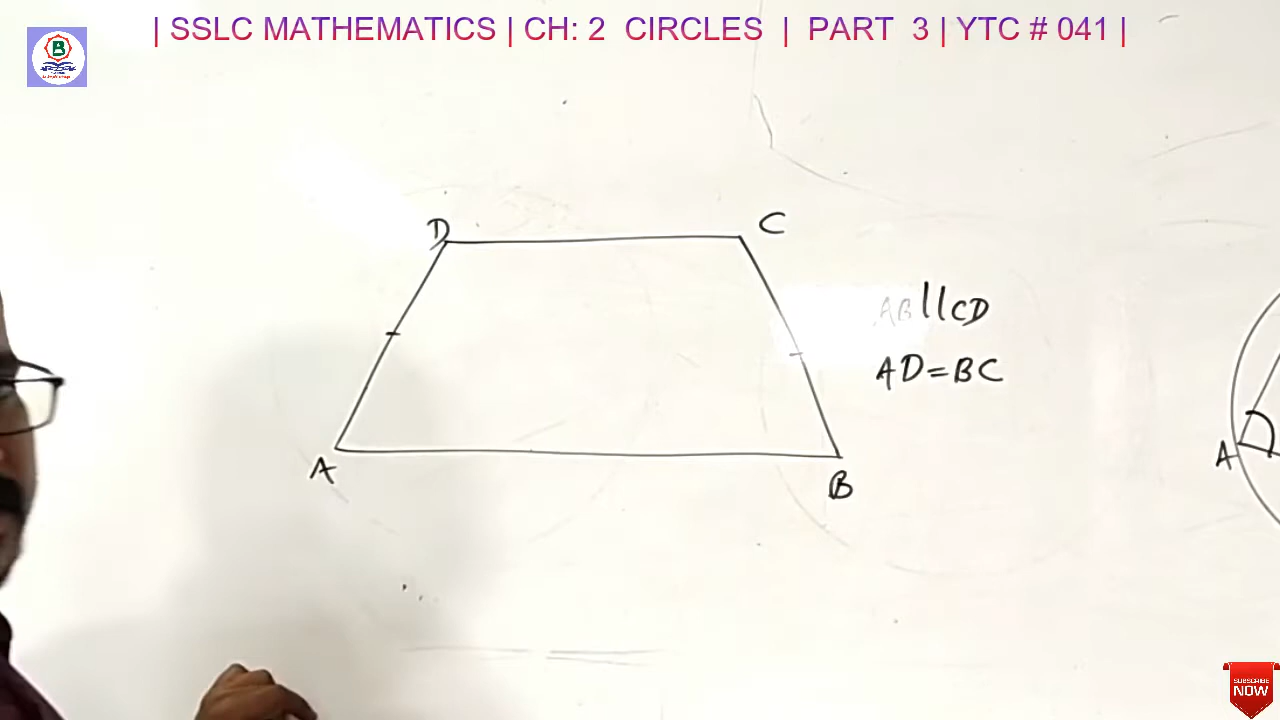 | SSLC MATHEMATICS | CH: 2 CIRCLES | PART 3 | YTC # 041 |
B
D
C
AB||CD
AD=BC
A
A
B
SUBSCRIBE
NOW